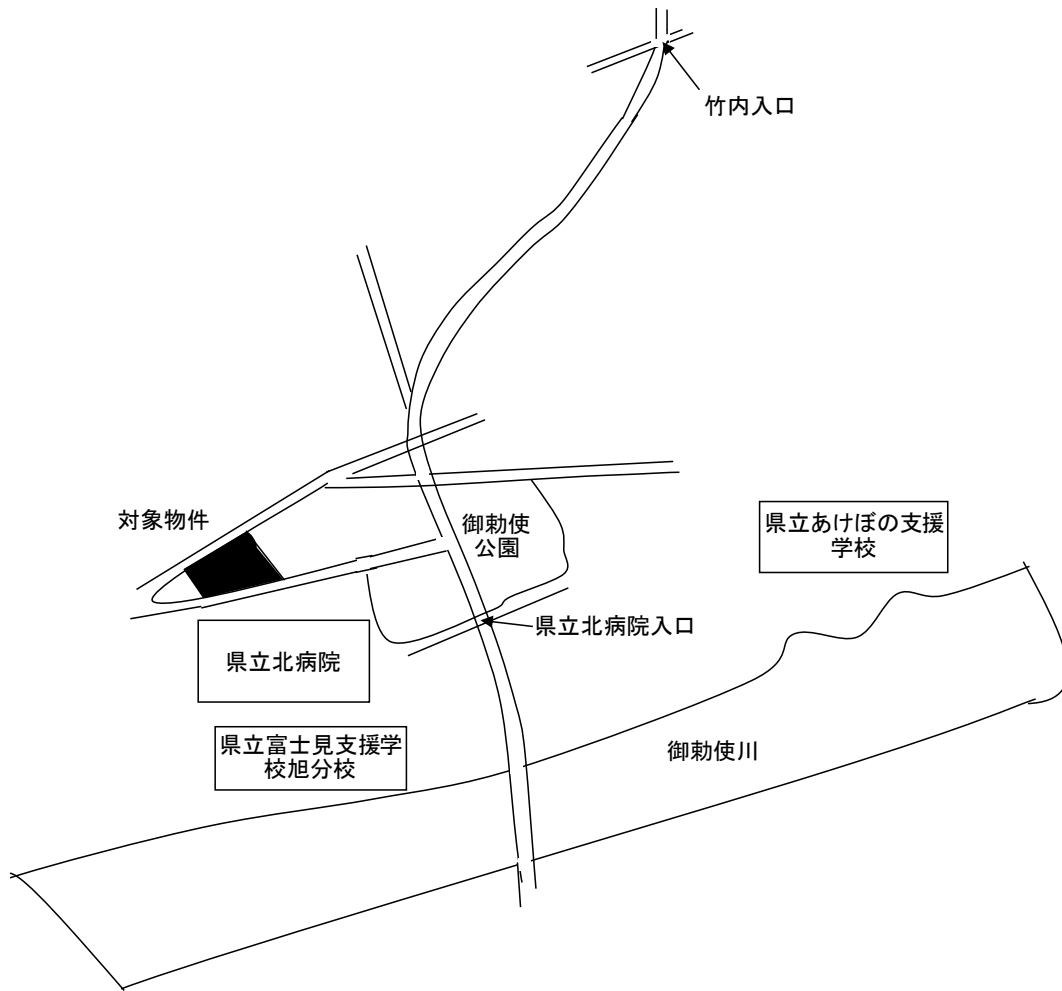 竹内入口
対象物件
御勅使
公園
県立あけぼの支援
学校
県立北病院入口
県立北病院
県立富士見支援学
校旭分校
御勅使川